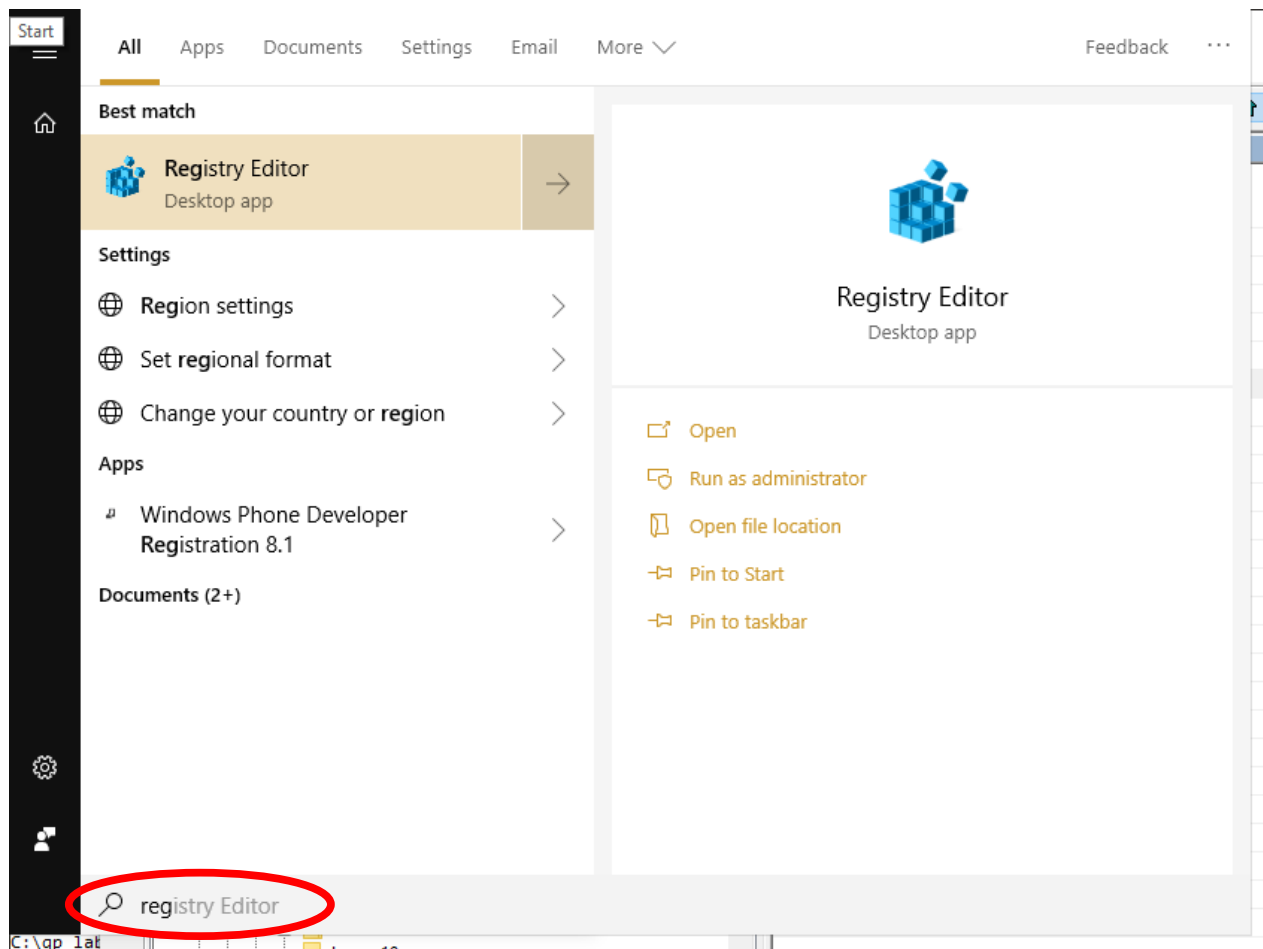 Start
All Apps Documents Settings Email More Feedback ...
Best match
Registry Editor
Desktop app
Settings
Region settings
Set regional format
Change your country or region
Apps
Windows Phone Developer
Registration 8.1
Documents (2+)
Registry Editor
Desktop app
Open
Run as administrator
Open file location
Pin to Start
Pin to taskbar
registry Editor